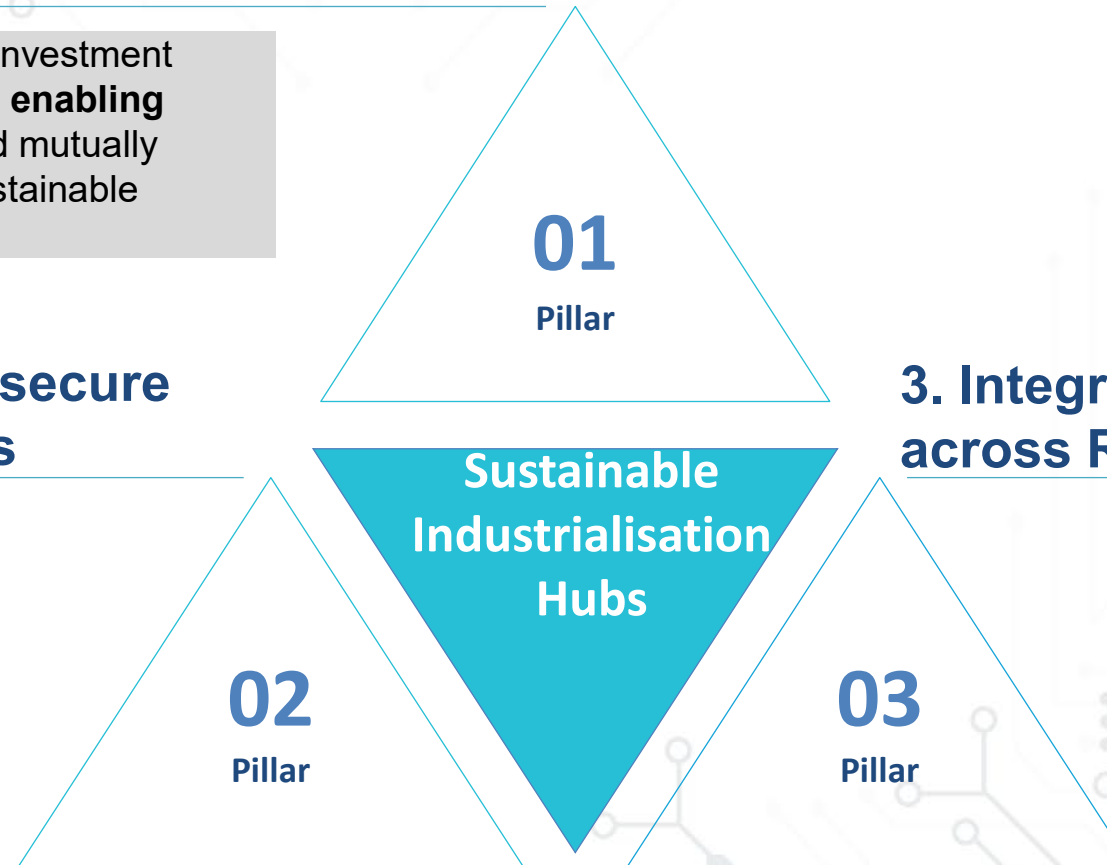 nvestment
enabling
d mutually
stainable
01
Pillar
secure
s
3. Integr
across R
Sustainable
Industrialisation
Hubs
02
Pillar
03
Pillar